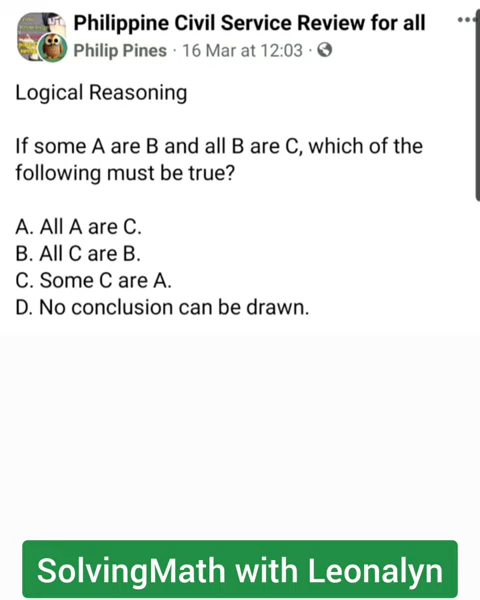 Philippine Civil Service Review for all
Philip Pines · 16 Mar at 12:03 ·
Logical Reasoning
If some A are B and all B are C, which of the
following must be true?
A. All A are C.
B. All C are B.
C. Some C are A.
D. No conclusion can be drawn.
SolvingMath with Leonalyn